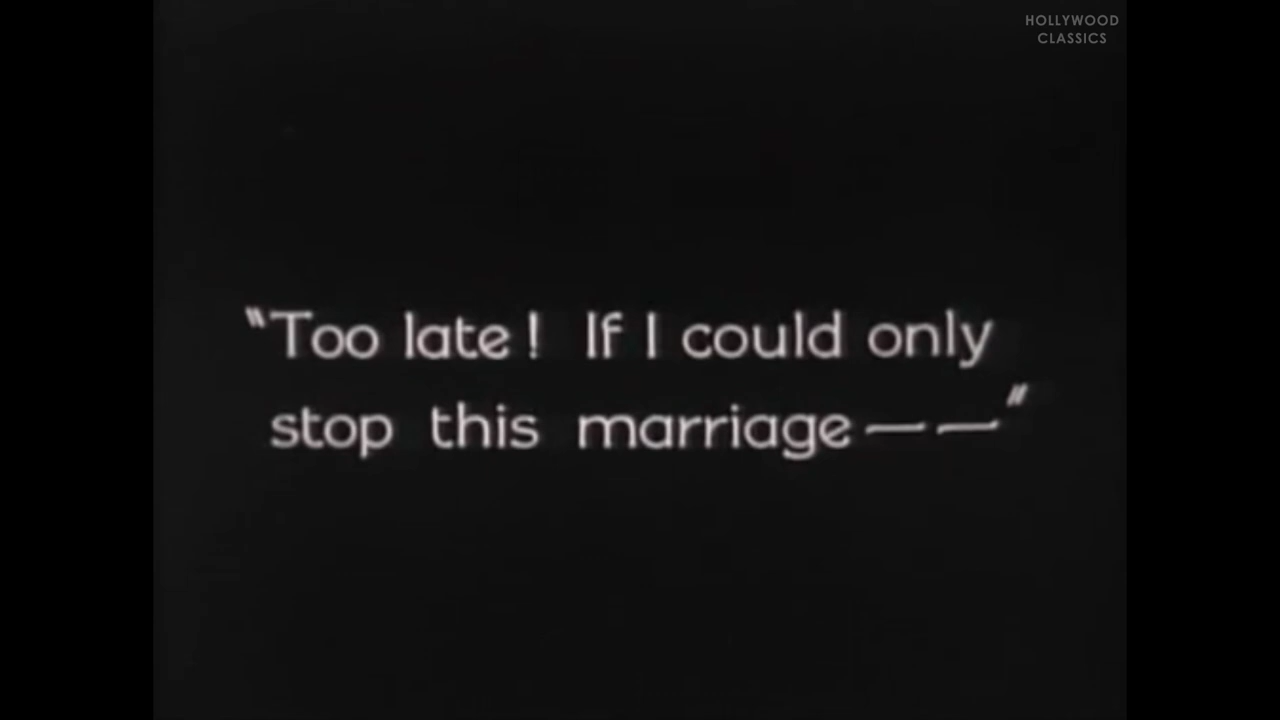 HOLLYWOOD
CLASSICS
"Too late! If I could only
stop this marriage — —"